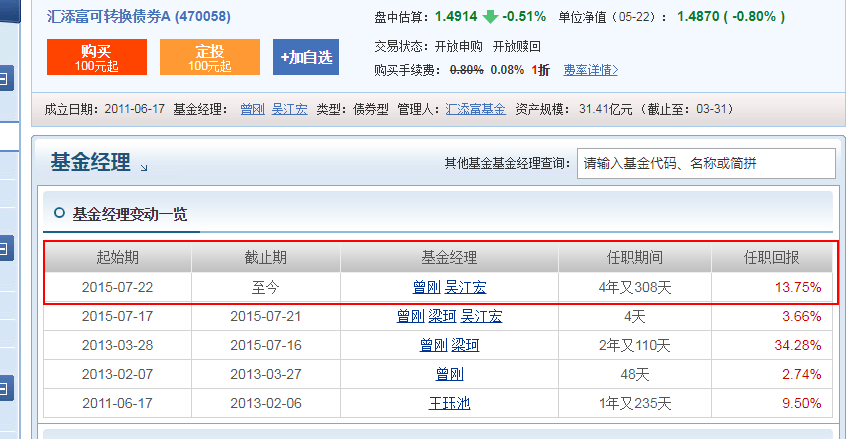 汇添富可转换债券A (470058)
盘中估算：1.4914 -0.51% 单位净值（05-22）：1.4870 ( -0.80% )
购买
100元起
定投
100元起
+加自选
交易状态：开放申购 开放赎回
购买手续费：0.80% 0.08% 1折 费率详情>
成立日期：2011-06-17 基金经理：曾刚 吴江宏 类型：债券型 管理人：汇添富基金 资产规模：31.41亿元（截止至：03-31）
基金经理
其他基金基金经理查询：请输入基金代码、名称或简拼
基金经理变动一览
起始期 截止期 基金经理 任职期间 任职回报
2015-07-22 至今 曾刚 吴江宏 4年又308天 13.75%
2015-07-17 2015-07-21 曾刚 梁珂 吴江宏 4天 3.66%
2013-03-28 2015-07-16 曾刚 梁珂 2年又110天 34.28%
2013-02-07 2013-03-27 曾刚 48天 2.74%
2011-06-17 2013-02-06 王珏池 1年又235天 9.50%